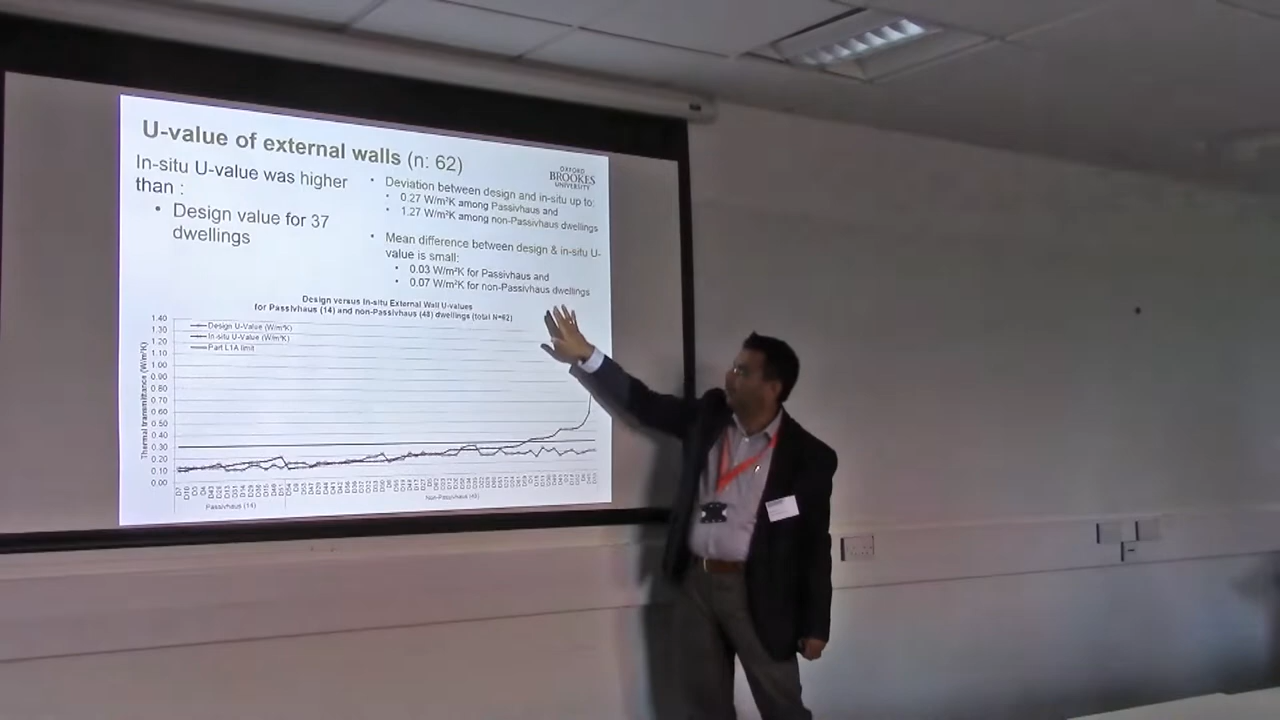 U-value of external walls (n: 62)
OXFORD
BROOKES
UNIVERSITY
In-situ U-value was higher
than :
• Design value for 37
dwellings
• Deviation between design and in-situ up to:
• 0.27 W/m²K among Passivhaus and
• 1.27 W/m²K among non-Passivhaus dwellings
• Mean difference between design & in-situ U-
value is small:
• 0.03 W/m²K for Passivhaus and
• 0.07 W/m²K for non-Passivhaus dwellings
Design versus In-situ External Wall U-values
for Passivhaus (14) and non-Passivhaus (48) dwellings (total N=62)
Design U-Value (W/m²K)
In-situ U-Value (W/m²K)
Part L1A limit
Thermal transmittance (W/m²K)
1.40
1.30
1.20
1.10
1.00
0.90
0.80
0.70
0.60
0.50
0.40
0.30
0.20
0.10
0.00
Passivhaus (14)
Non-Passivhaus (48)